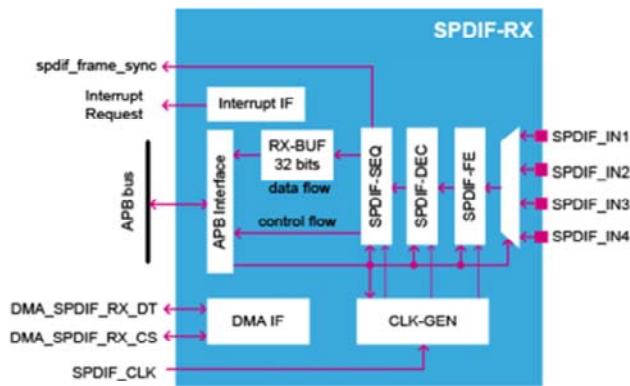 SPDIF-RX
spdif_frame_sync
Interrupt
Request
Interrupt IF
RX-BUF
32 bits
data flow
control flow
APB bus
APB Interface
SPDIF-SEQ
SPDIF-DEC
SPDIF-FE
SPDIF_IN1
SPDIF_IN2
SPDIF_IN3
SPDIF_IN4
DMA_SPDIF_RX_DT
DMA_SPDIF_RX_CS
DMA IF
CLK-GEN
SPDIF_CLK